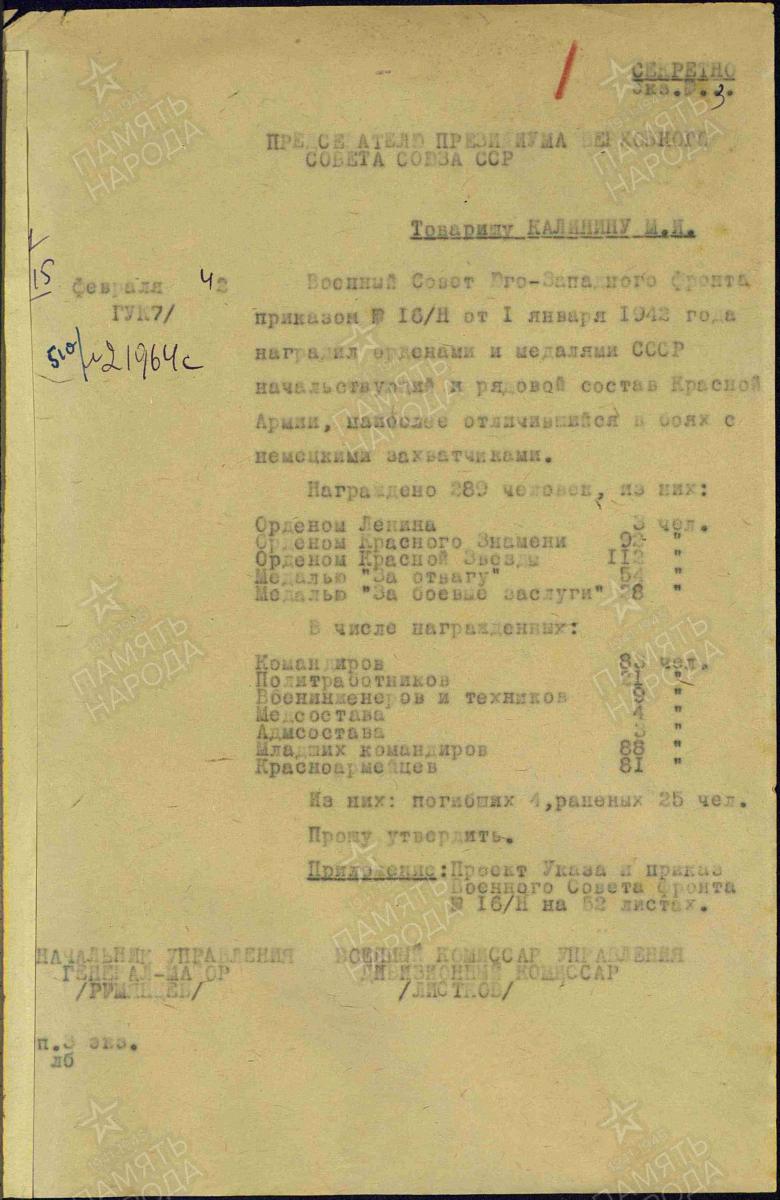 СЕКРЕТНО
Экз.№.3.
ПРЕДСЕДАТЕЛЮ ПРЕЗИДИУМА ВЕРХОВНОГО
СОВЕТА СОЮЗА ССР
Товарищу КАЛИНИНУ М.И.
15
февраля 42
ГУК7/
510/м21964с
Военный Совет Юго-Западного фронта
приказом № 16/Н от 1 января 1942 года
наградил орденами и медалями СССР
начальствующий и рядовой состав Красной
Армии, наиболее отличившийся в боях с
немецкими захватчиками.
Награждено 289 человек, из них:
Орденом Ленина 3 чел.
Орденом Красного Знамени 92 "
Орденом Красной Звезды 112 "
Медалью "За отвагу" 54 "
Медалью "За боевые заслуги" 28 "
В числе награжденных:
Командиров 83 чел.
Политработников 21 "
Военинженеров и техников 9 "
Медсостава 4 "
Адмсостава 3 "
Младших командиров 88 "
Красноармейцев 81 "
Из них: погибших 4,раненых 25 чел.
Прошу утвердить.
Приложение:Проект Указа и приказ
Военного Совета фронта
№ 16/Н на 52 листах.
НАЧАЛЬНИК УПРАВЛЕНИЯ ВОЕННЫЙ КОМИССАР УПРАВЛЕНИЯ
ГЕНЕРАЛ-МАЙОР ДИВИЗИОННЫЙ КОМИССАР
/РУМЯНЦЕВ/ /ЛИСТКОВ/
п.3 экз.
лб
1941-1945
ПАМЯТЬ
НАРОДА